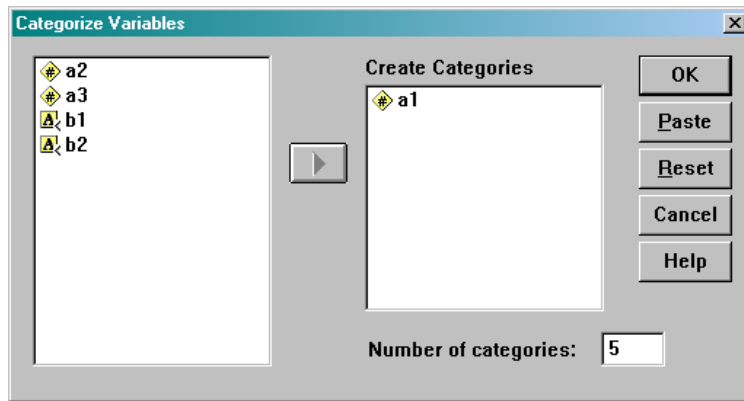 Categorize Variables
# a2
# a3
A b1
A b2
Create Categories
# a1
OK
Paste
Reset
Cancel
Help
Number of categories: 5